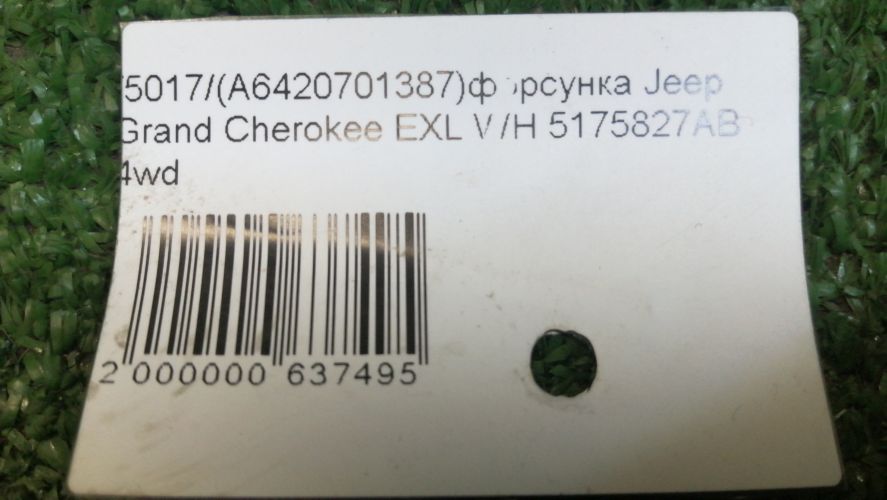 5017/(A6420701387)форсунка Jeep
Grand Cherokee EXL W/H 5175827AB
4wd
2 000000 637495